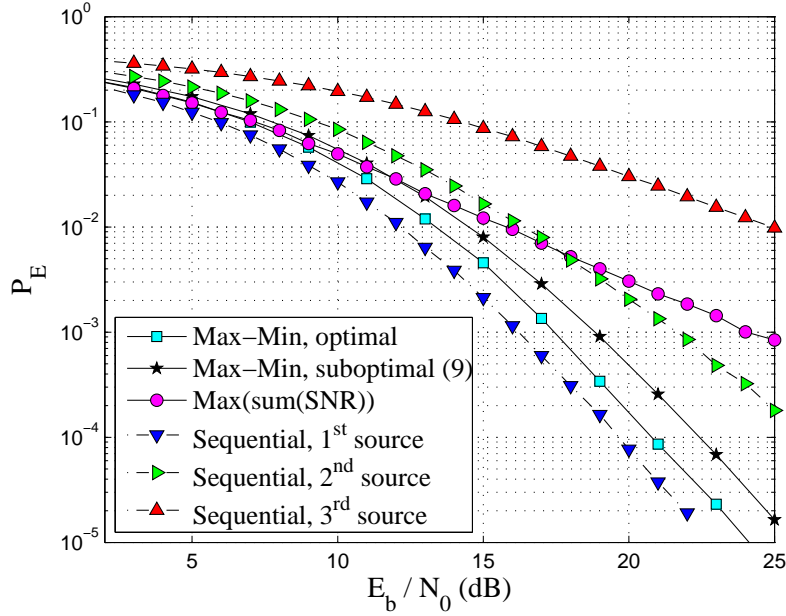 10^0
10^-1
10^-2
10^-3
10^-4
10^-5
P_E
Max-Min, optimal
Max-Min, suboptimal (9)
Max(sum(SNR))
Sequential, 1^st source
Sequential, 2^nd source
Sequential, 3^rd source
5 10 15 20 25
E_b / N_0 (dB)